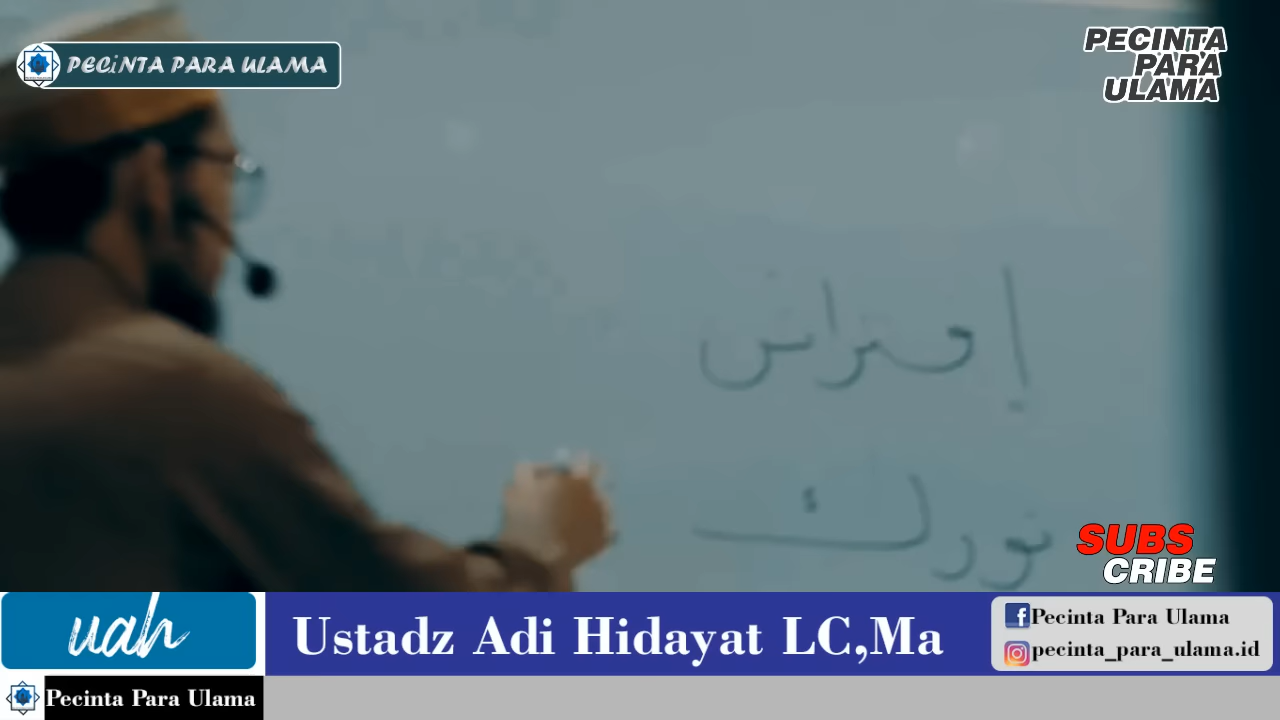 PECINTA PARA ULAMA
PECINTA
PARA
ULAMA
تورك
SUBS
CRIBE
uah
Ustadz Adi Hidayat LC,Ma
Pecinta Para Ulama
pecinta_para_ulama.id
Pecinta Para Ulama